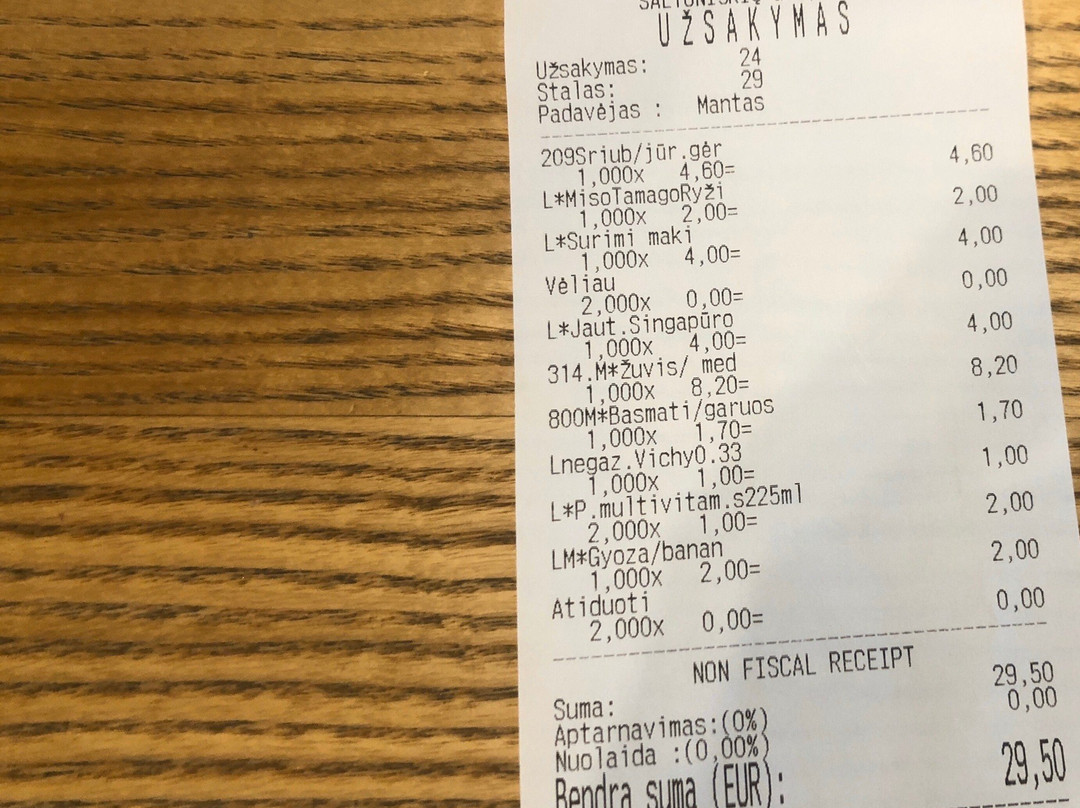 UŽSAKYMAS
Užsakymas: 24
Stalas: 29
Padavėjas : Mantas
209Sriub/jūr.gėr 4,60
1,000x 4,60=
L*MisoTamagoRyži 2,00
1,000x 2,00=
L*Surimi maki 4,00
1,000x 4,00=
Vėliau 0,00
2,000x 0,00=
L*Jaut.Singapūro 4,00
1,000x 4,00=
314.M*žuvis/ med 8,20
1,000x 8,20=
800M*Basmati/garuos 1,70
1,000x 1,70=
Lnegaz.Vichy0.33 1,00
1,000x 1,00=
L*P.multivitam.s225ml 2,00
2,000x 1,00=
LM*Gyoza/banan 2,00
1,000x 2,00=
Atiduoti 0,00
2,000x 0,00=
NON FISCAL RECEIPT
Suma: 29,50
Aptarnavimas:(0%) 0,00
Nuolaida :(0,00%)
Bendra suma (EUR): 29,50